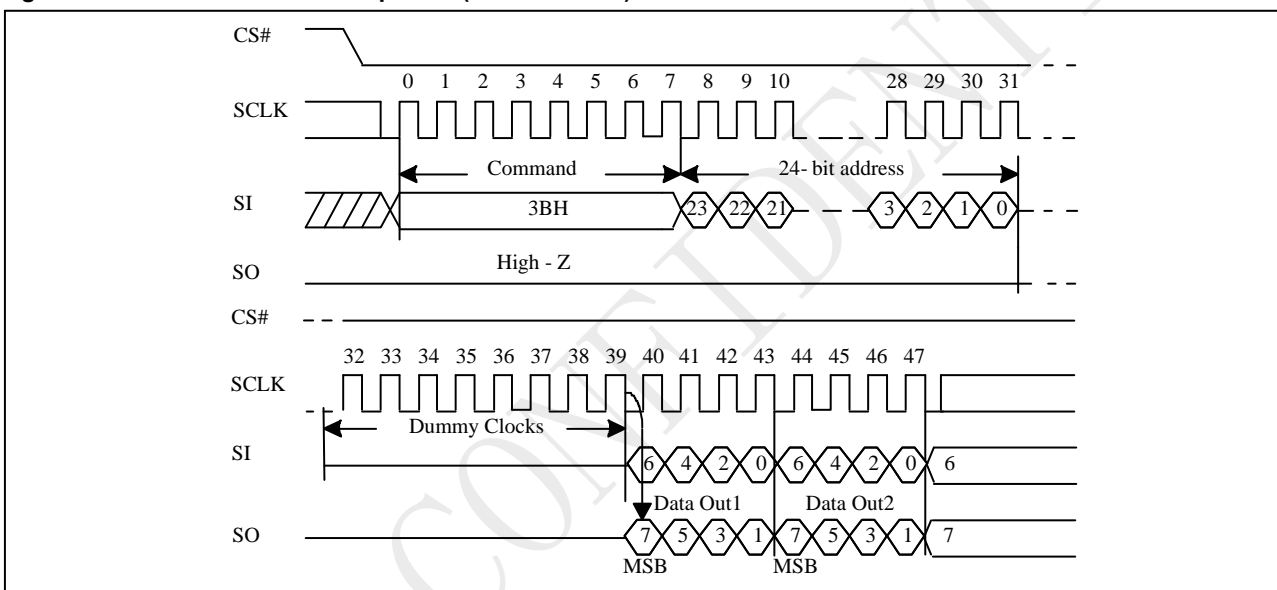 CS#
0 1 2 3 4 5 6 7 8 9 10 28 29 30 31
SCLK
Command 24- bit address
SI
3BH 23 22 21 3 2 1 0
High - Z
SO
CS#
32 33 34 35 36 37 38 39 40 41 42 43 44 45 46 47
SCLK
Dummy Clocks
SI
6 4 2 0 6 4 2 0 6
Data Out1 Data Out2
SO
7 5 3 1 7 5 3 1 7
MSB MSB
CONFIDENT